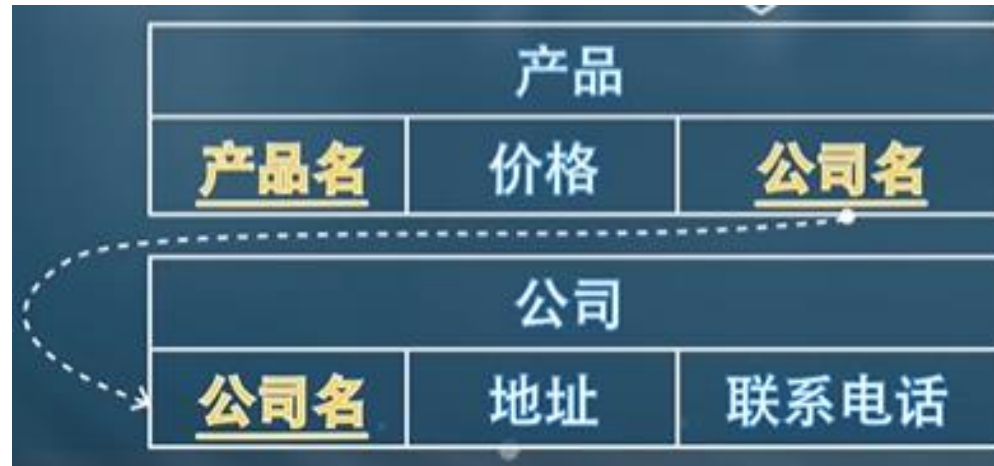 产品
产品名 价格 公司名
公司
公司名 地址 联系电话